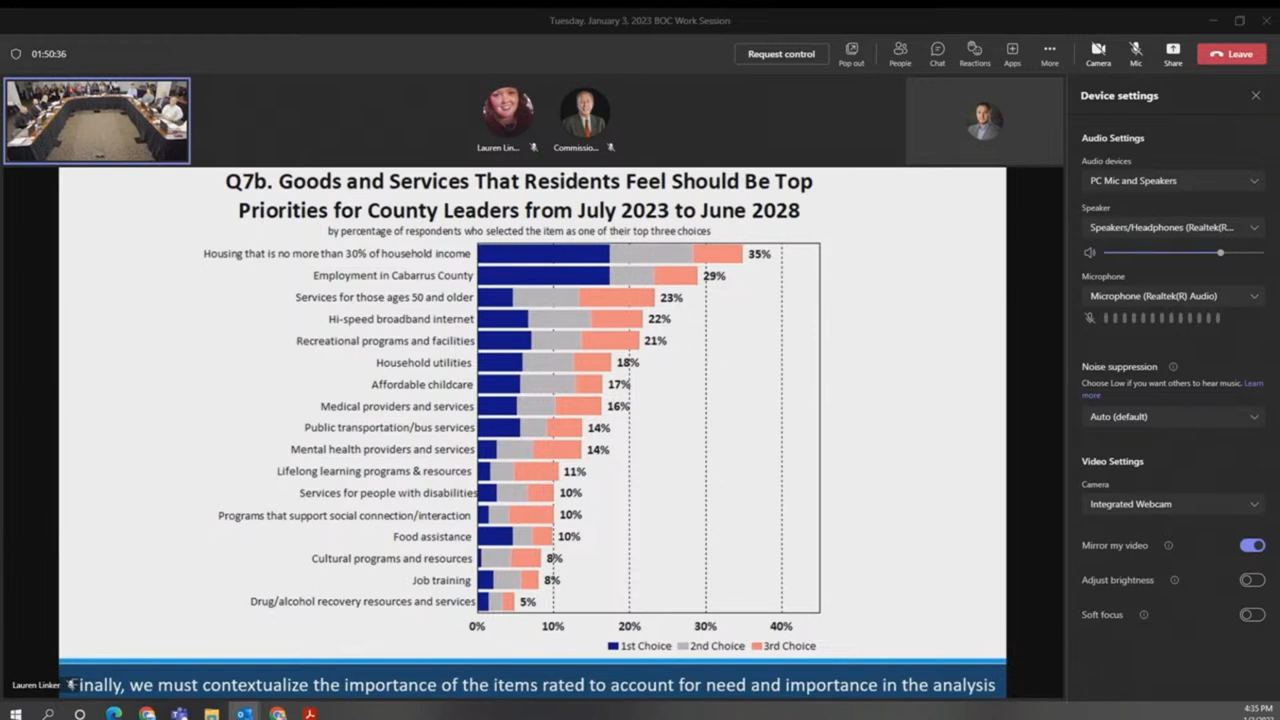 Tuesday, January 3, 2023 BOC Work Session
01:50:36
Request control
Pop out
People
Chat
Reactions
Apps
More
Camera
Mic
Share
Leave
Lauren Lin...
Commissio...
Device settings
Audio Settings
Audio devices
PC Mic and Speakers
Speaker
Speakers/Headphones (Realtek(R...
Microphone
Microphone (Realtek(R) Audio)
Noise suppression
Choose Low if you want others to hear music. Learn
more
Auto (default)
Video Settings
Camera
Integrated Webcam
Mirror my video
Adjust brightness
Soft focus
Q7b. Goods and Services That Residents Feel Should Be Top
Priorities for County Leaders from July 2023 to June 2028
by percentage of respondents who selected the item as one of their top three choices
Housing that is no more than 30% of household income 35%
Employment in Cabarrus County 29%
Services for those ages 50 and older 23%
Hi-speed broadband internet 22%
Recreational programs and facilities 21%
Household utilities 18%
Affordable childcare 17%
Medical providers and services 16%
Public transportation/bus services 14%
Mental health providers and services 14%
Lifelong learning programs & resources 11%
Services for people with disabilities 10%
Programs that support social connection/interaction 10%
Food assistance 10%
Cultural programs and resources 8%
Job training 8%
Drug/alcohol recovery resources and services 5%
0% 10% 20% 30% 40%
1st Choice 2nd Choice 3rd Choice
Lauren Linker
Finally, we must contextualize the importance of the items rated to account for need and importance in the analysis
4:35 PM